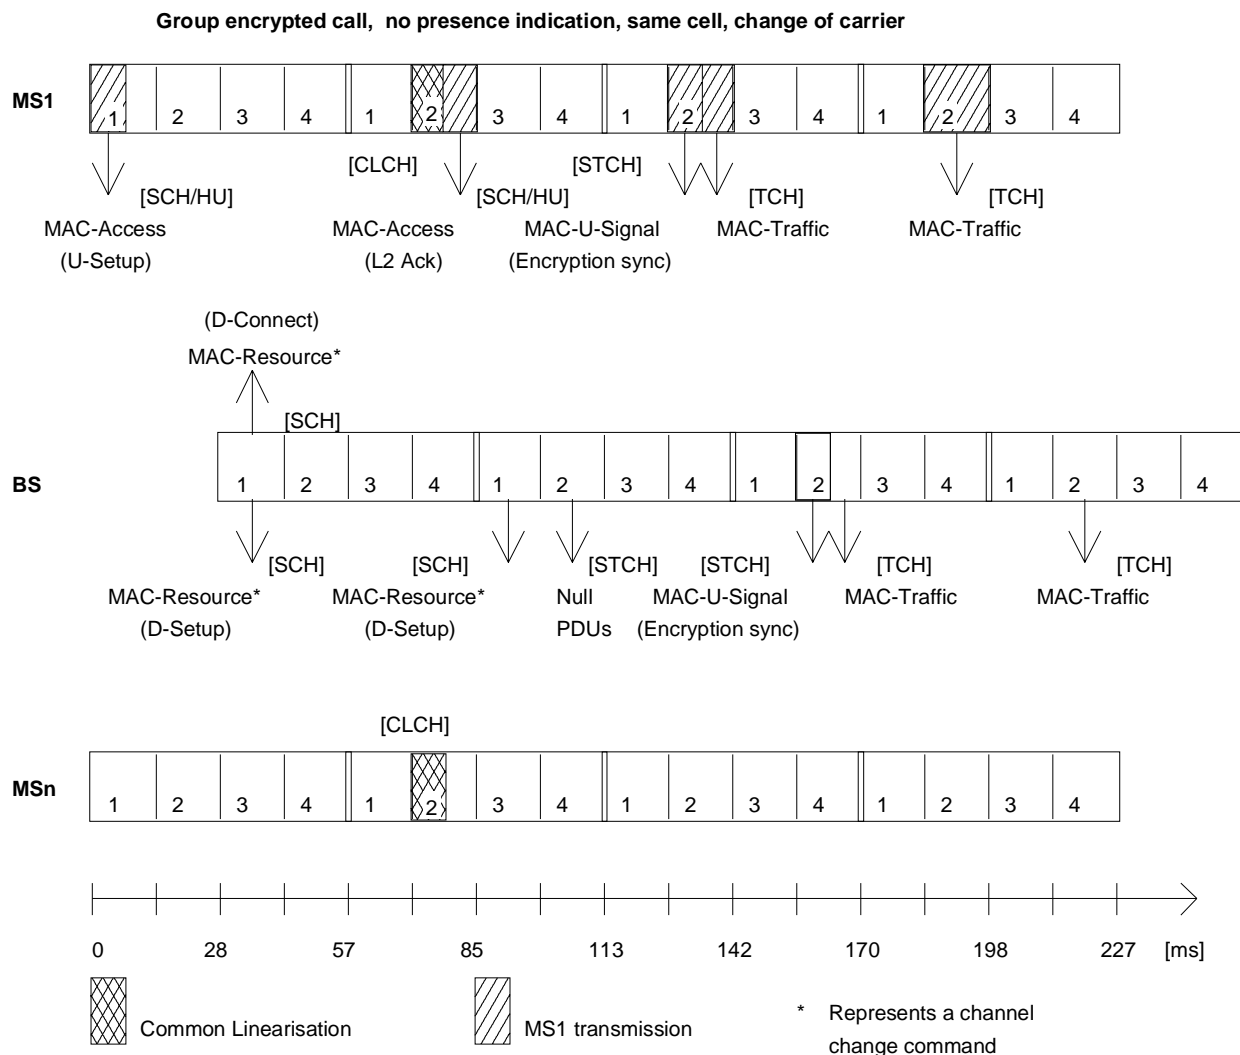 Group encrypted call,  no presence indication, same cell, change of carrier
MS1
1 2 3 4 1 2 3 4 1 2 3 4 1 2 3 4
[CLCH] [STCH]
[SCH/HU] [SCH/HU] [TCH] [TCH]
MAC-Access MAC-Access MAC-U-Signal MAC-Traffic MAC-Traffic
(U-Setup) (L2 Ack) (Encryption sync)
(D-Connect)
MAC-Resource*
[SCH]
BS
1 2 3 4 1 2 3 4 1 2 3 4 1 2 3 4
[SCH] [SCH] [STCH] [STCH] [TCH] [TCH]
MAC-Resource* MAC-Resource* Null MAC-U-Signal MAC-Traffic MAC-Traffic
(D-Setup) (D-Setup) PDUs (Encryption sync)
[CLCH]
MSn
1 2 3 4 1 2 3 4 1 2 3 4 1 2 3 4
0 28 57 85 113 142 170 198 227 [ms]
Common Linearisation
MS1 transmission
* Represents a channel
change command